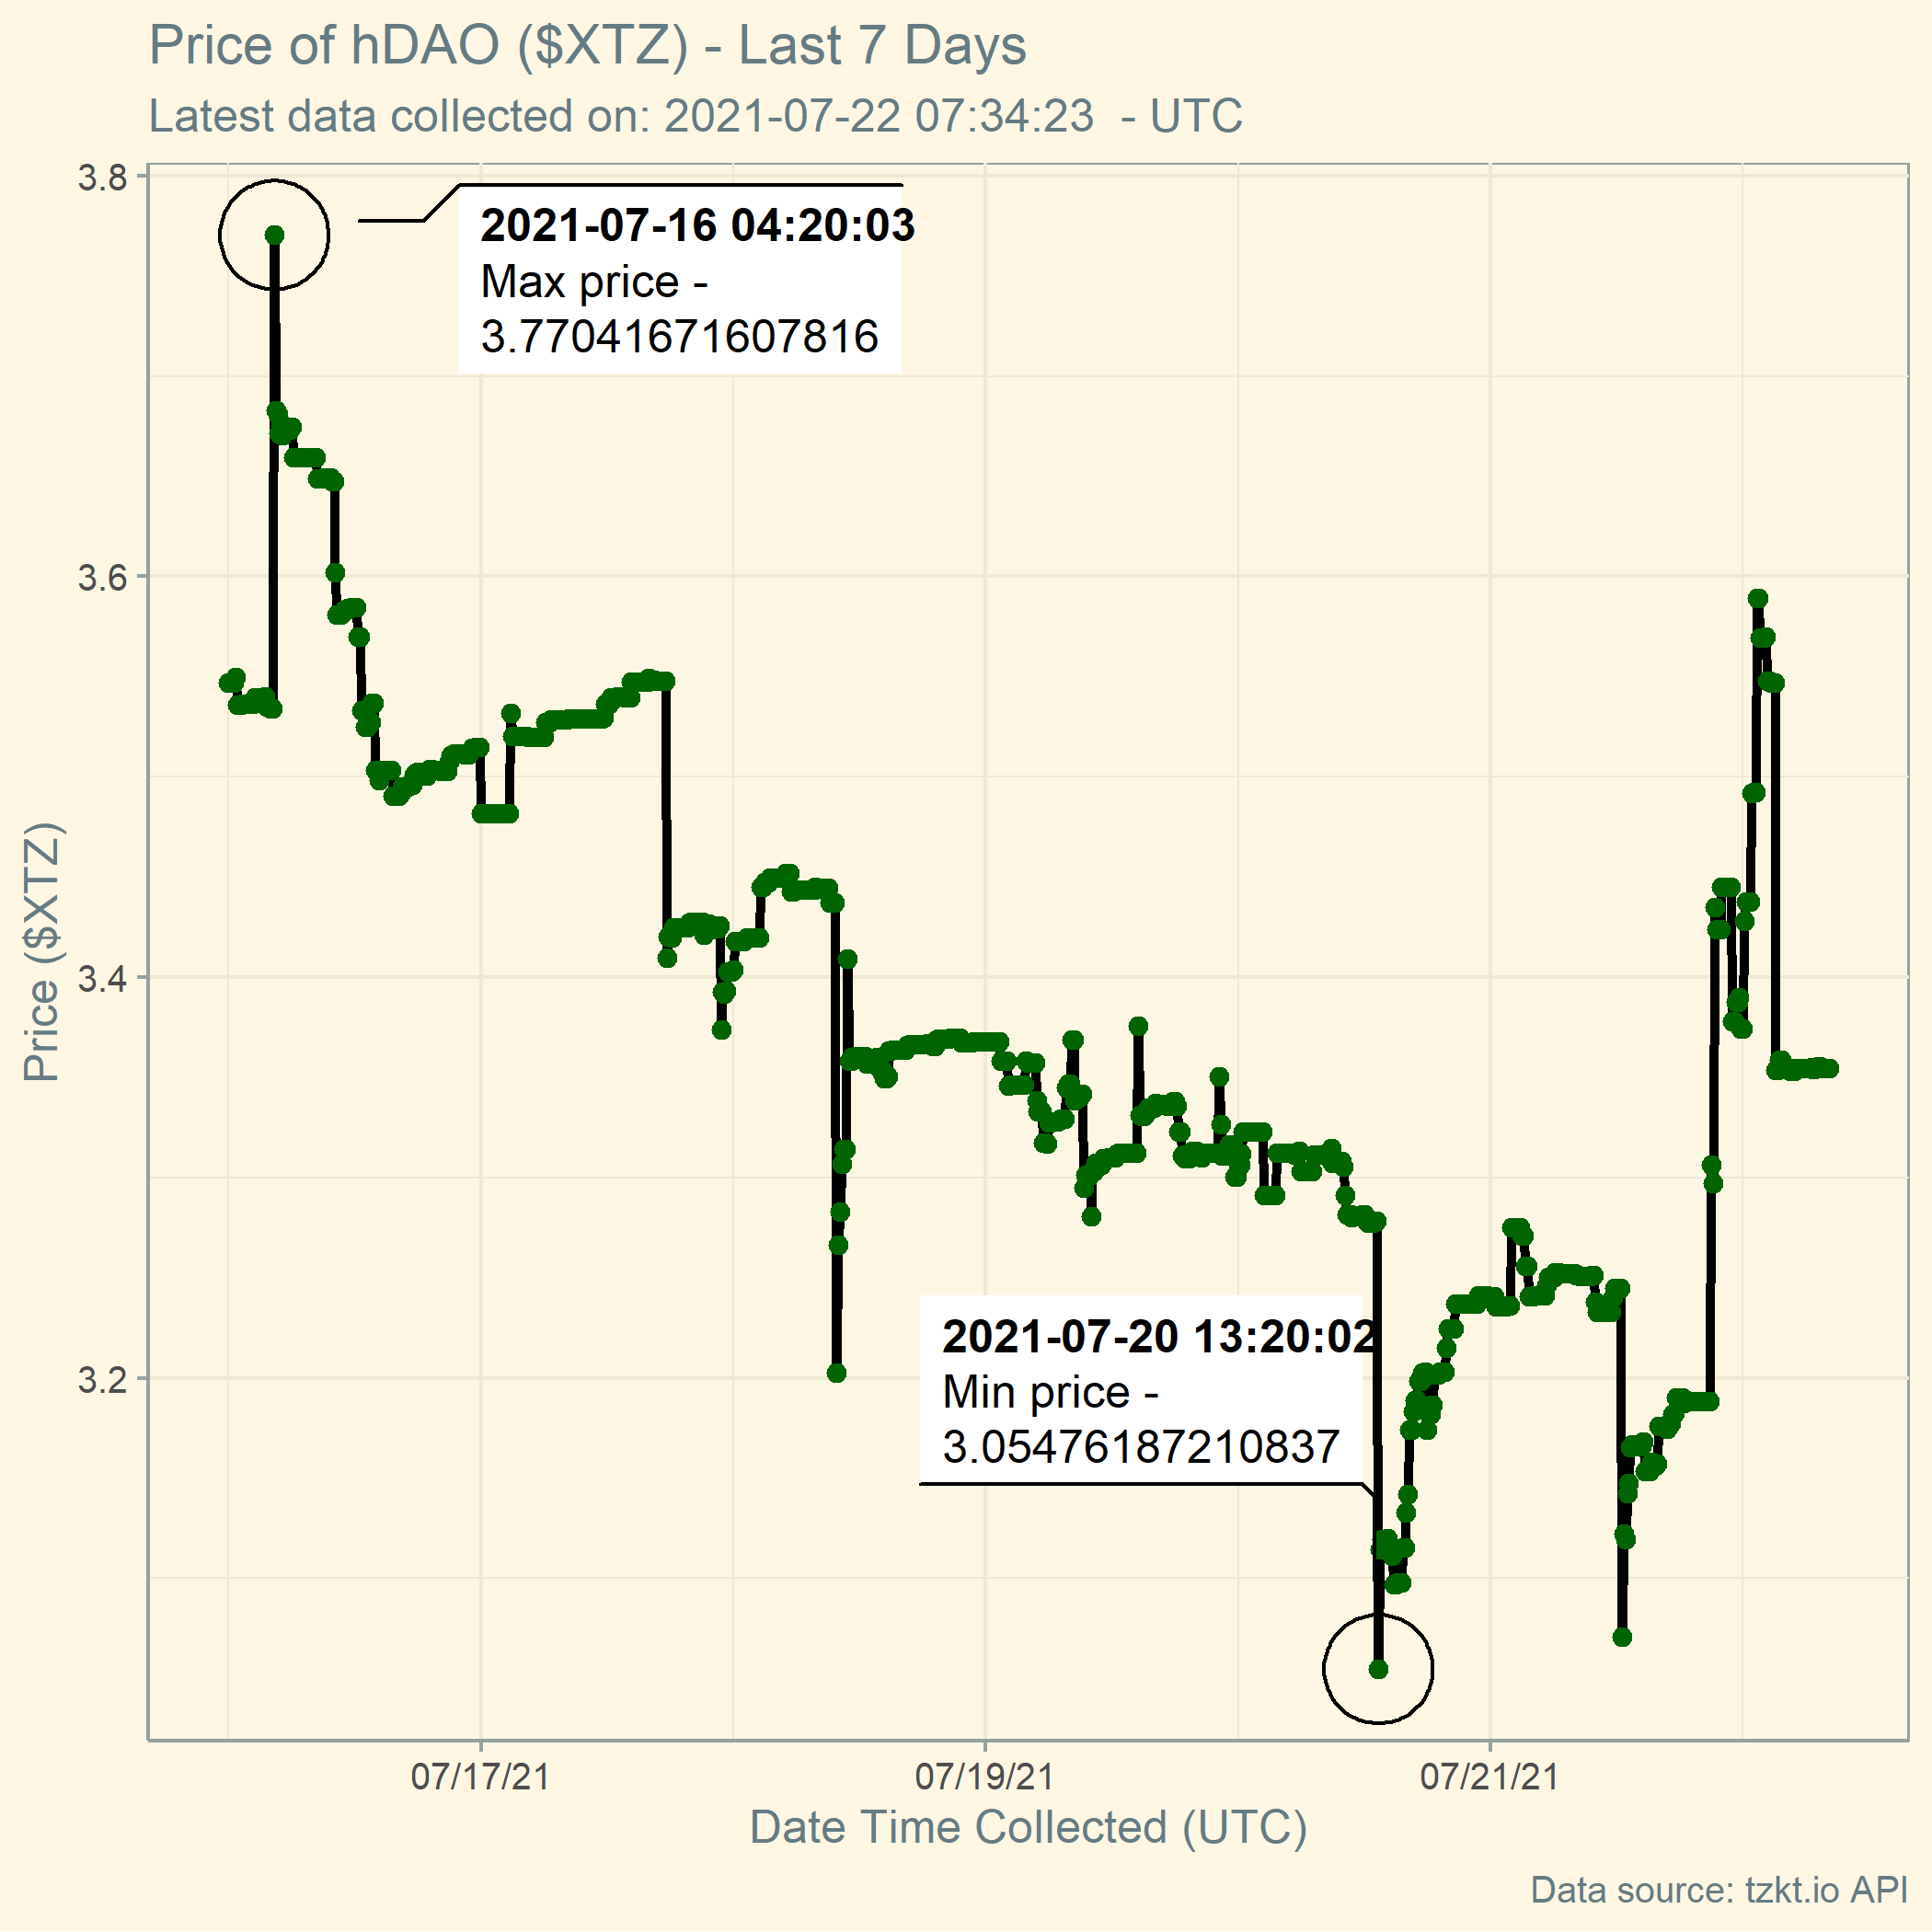 Price of hDAO ($XTZ) - Last 7 Days
Latest data collected on: 2021-07-22 07:34:23  - UTC
3.8
3.6
3.4
3.2
Price ($XTZ)
2021-07-16 04:20:03
Max price -
3.77041671607816
2021-07-20 13:20:02
Min price -
3.05476187210837
07/17/21
07/19/21
07/21/21
Date Time Collected (UTC)
Data source: tzkt.io API